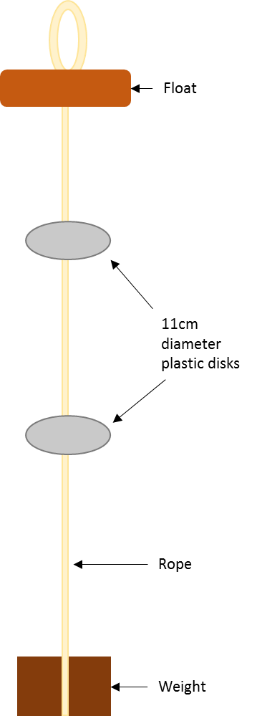 Float
11cm
diameter
plastic disks
Rope
Weight